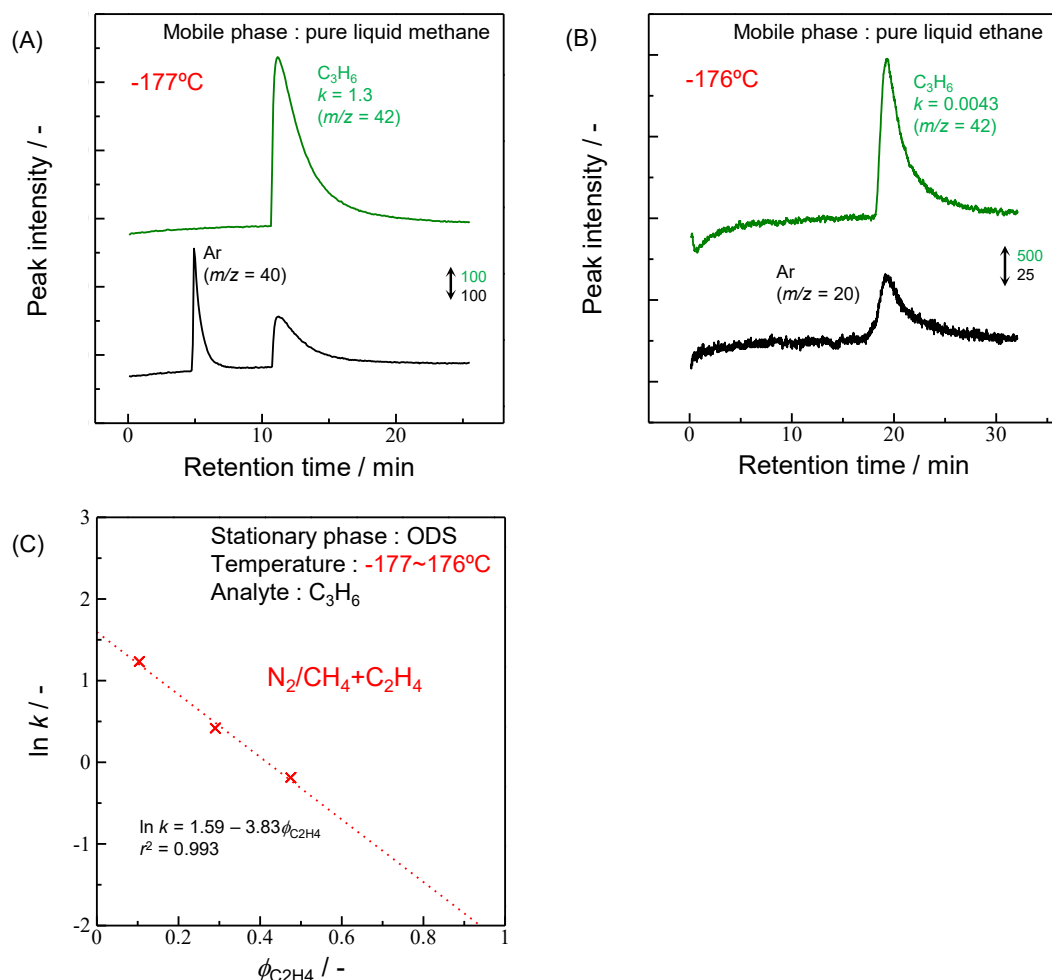 (A)
Mobile phase : pure liquid methane
-177ºC
C3H6
k = 1.3
(m/z = 42)
Ar
(m/z = 40)
100
100
Peak intensity / -
0
10
20
Retention time / min
(B)
Mobile phase : pure liquid ethane
-176ºC
C3H6
k = 0.0043
(m/z = 42)
Ar
(m/z = 20)
500
25
Peak intensity / -
0
10
20
30
Retention time / min
(C)
Stationary phase : ODS
Temperature : -177~176ºC
Analyte : C3H6
N2/CH4+C2H4
ln k = 1.59 – 3.83ϕC2H4
r2 = 0.993
ln k / -
3
2
1
0
-1
-2
0
0.2
0.4
0.6
0.8
1
ϕC2H4 / -